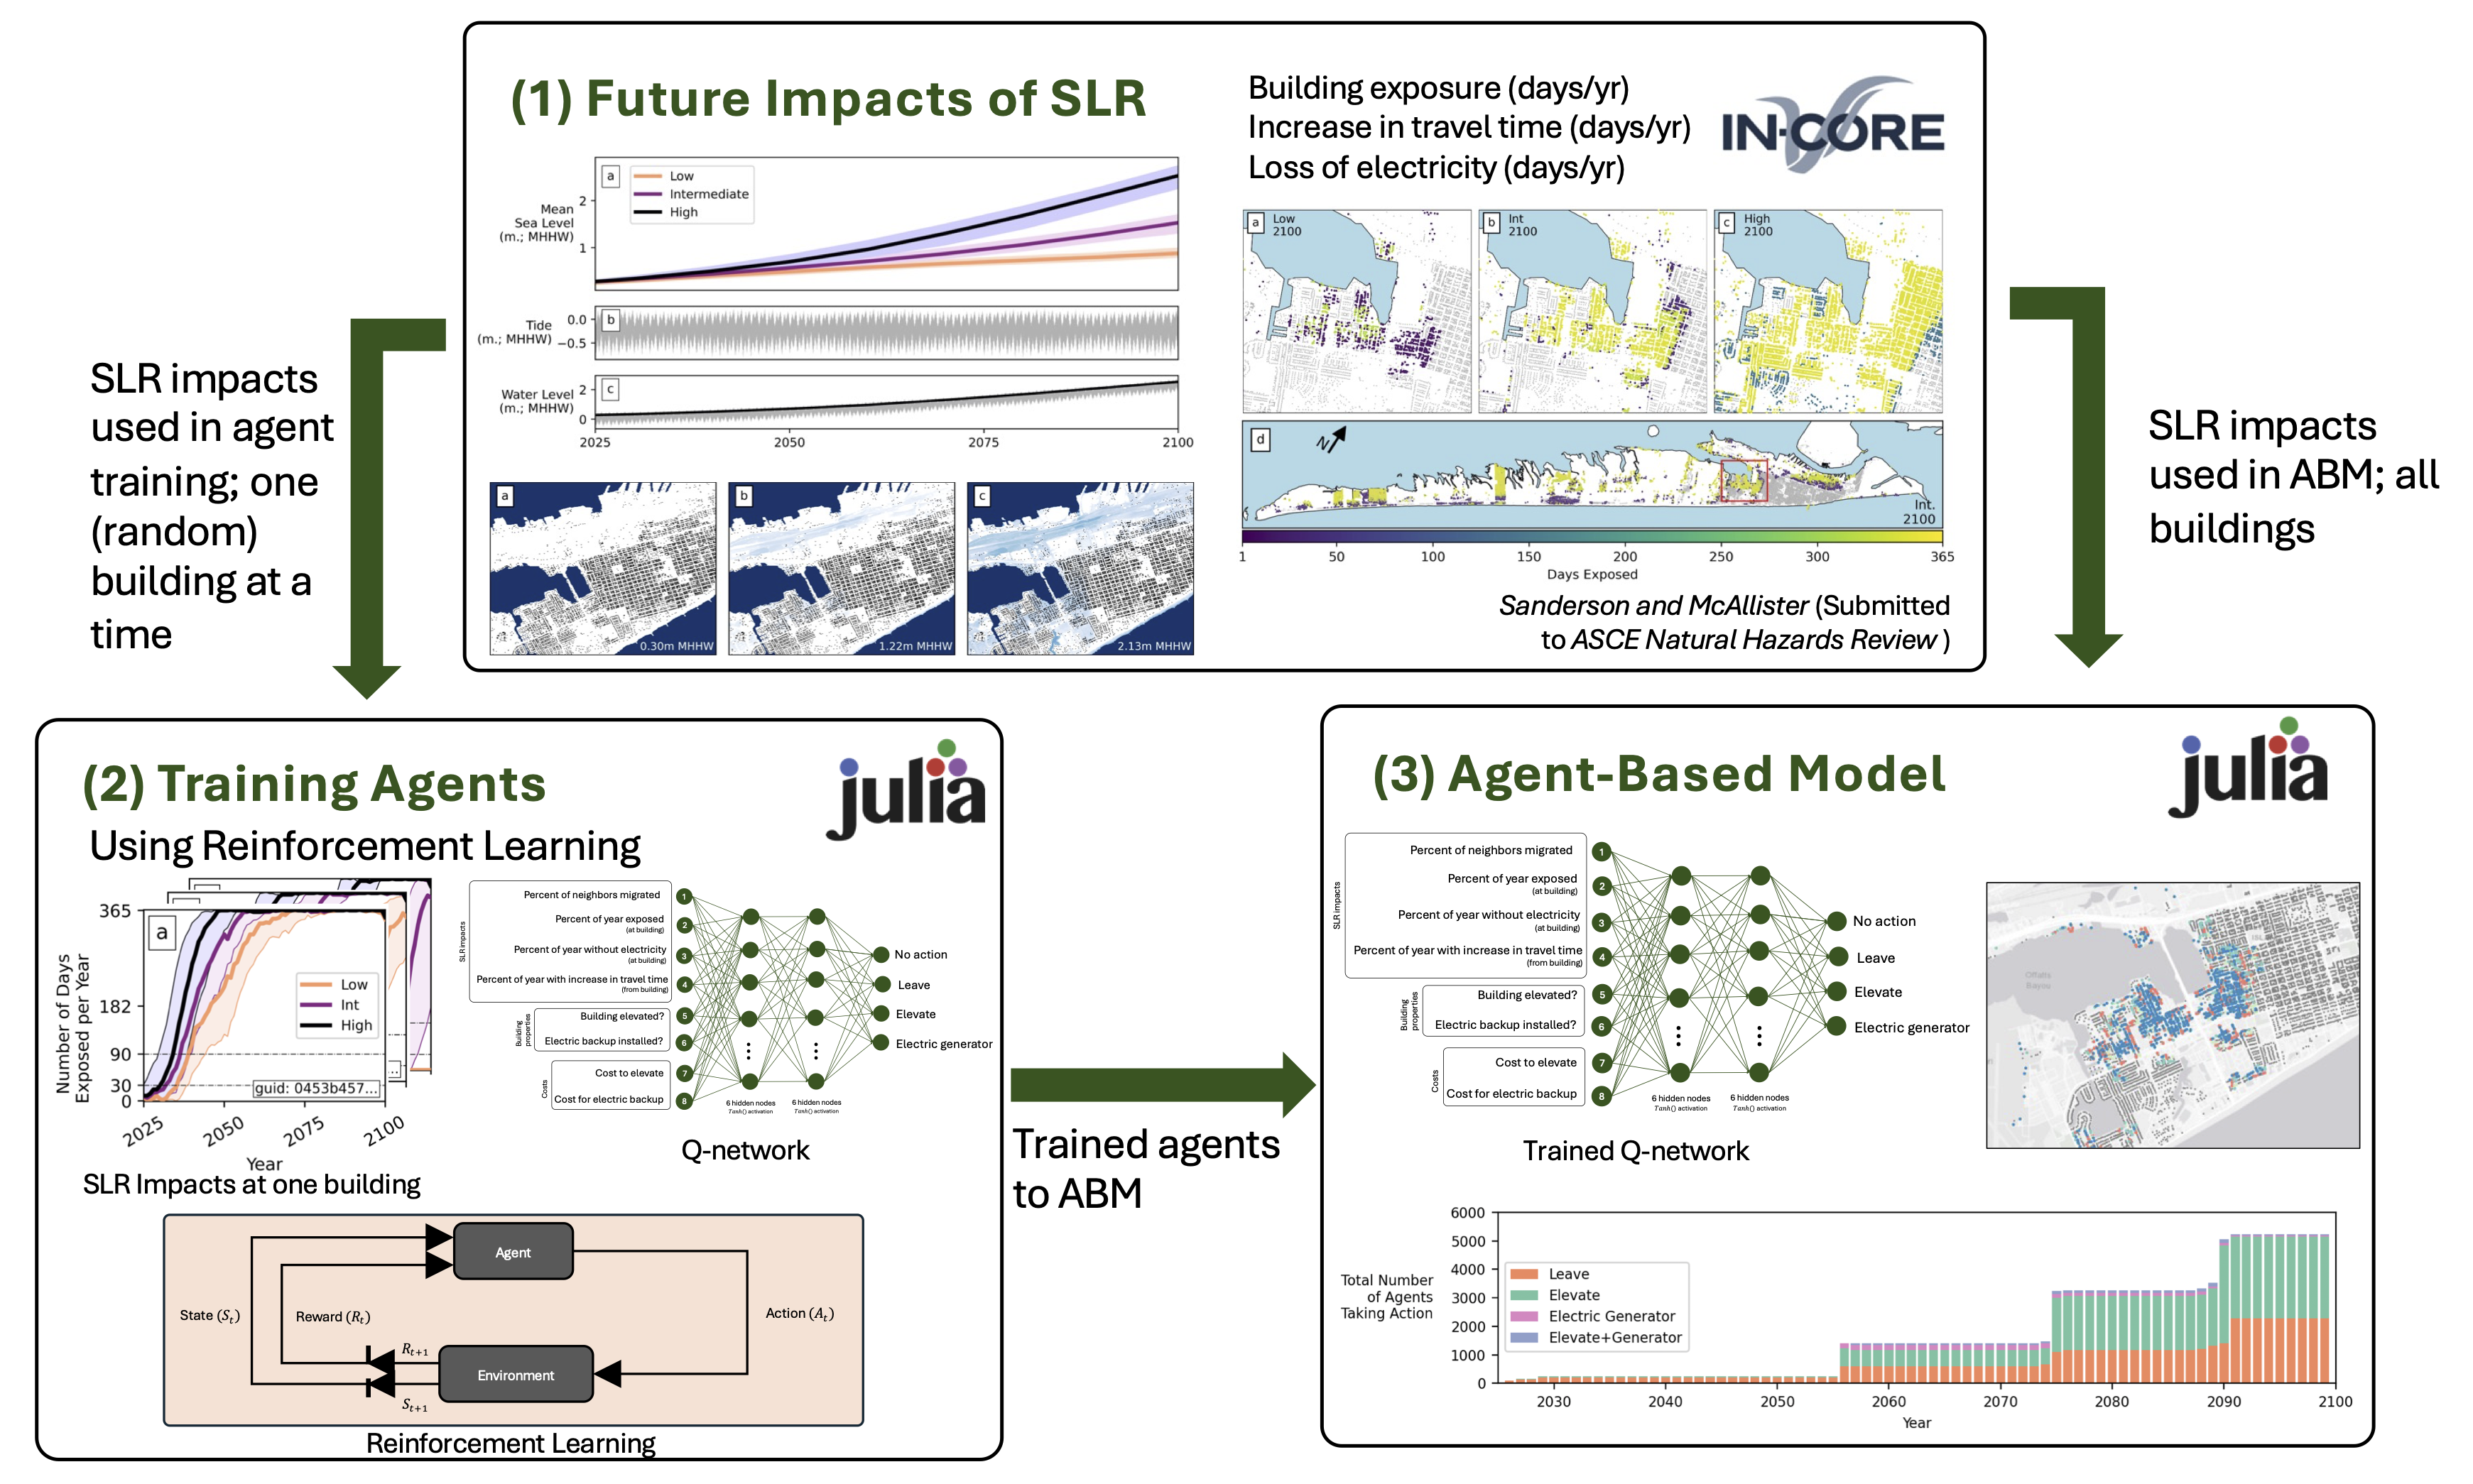 (1) Future Impacts of SLR
Building exposure (days/yr)
Increase in travel time (days/yr)
Loss of electricity (days/yr)
IN-CORE
a
Low
Intermediate
High
Mean
Sea Level
(m.; MHHW)
2
1
b
Tide
(m.; MHHW)
0.0
−0.5
c
Water Level
(m.; MHHW)
2
0
2025
2050
2075
2100
a
0.30m MHHW
b
1.22m MHHW
c
2.13m MHHW
a
Low
2100
b
Int
2100
c
High
2100
d
N
Int.
2100
1
50
100
150
200
250
300
365
Days Exposed
Sanderson and McAllister (Submitted
to ASCE Natural Hazards Review )
SLR impacts
used in agent
training; one
(random)
building at a
time
SLR impacts
used in ABM; all
buildings
(2) Training Agents
julia
Using Reinforcement Learning
365
182
90
30
0
Number of Days
Exposed per Year
a
Low
Int
High
guid: 0453b457...
2025
2050
2075
2100
Year
SLR Impacts at one building
SLR impacts
Percent of neighbors migrated
1
Percent of year exposed
(at building)
2
Percent of year without electricity
(at building)
3
Percent of year with increase in travel time
(from building)
4
Building
properties
Building elevated?
5
Electric backup installed?
6
Costs
Cost to elevate
7
Cost for electric backup
8
6 hidden nodes
Tanh() activation
6 hidden nodes
Tanh() activation
No action
Leave
Elevate
Electric generator
Q-network
Agent
State (St)
Reward (Rt)
Action (At)
Rt+1
Environment
St+1
Reinforcement Learning
Trained agents
to ABM
(3) Agent-Based Model
julia
SLR impacts
Percent of neighbors migrated
1
Percent of year exposed
(at building)
2
Percent of year without electricity
(at building)
3
Percent of year with increase in travel time
(from building)
4
Building
properties
Building elevated?
5
Electric backup installed?
6
Costs
Cost to elevate
7
Cost for electric backup
8
6 hidden nodes
Tanh() activation
6 hidden nodes
Tanh() activation
No action
Leave
Elevate
Electric generator
Trained Q-network
Offatts
Bayou
Total Number
of Agents
Taking Action
6000
5000
4000
3000
2000
1000
0
Leave
Elevate
Electric Generator
Elevate+Generator
2030
2040
2050
2060
2070
2080
2090
2100
Year